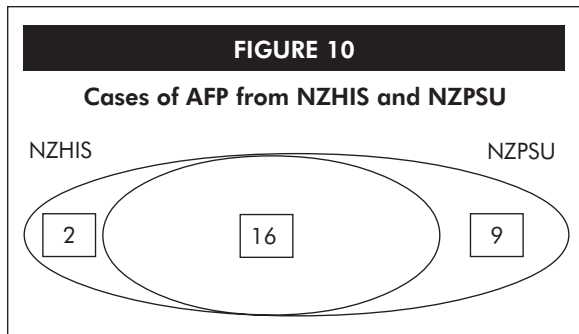 FIGURE 10
Cases of AFP from NZHIS and NZPSU
NZHIS NZPSU
2 16 9